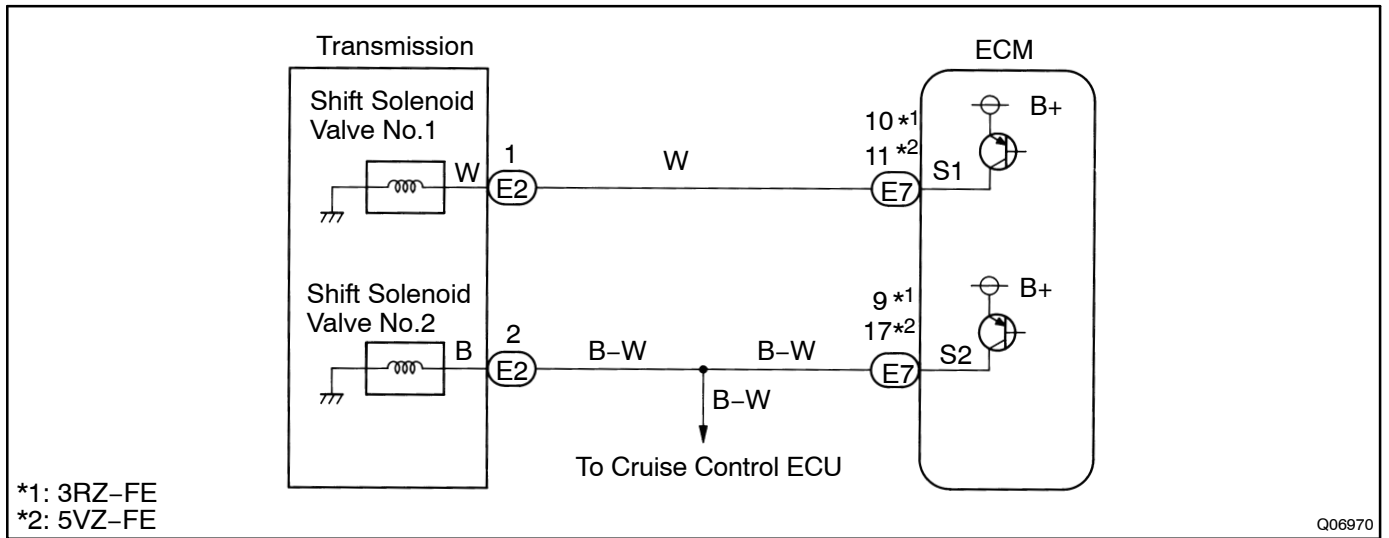 Transmission
ECM
Shift Solenoid
Valve No.1
W
1
E2
W
10 *1
11 *2
E7
S1
B+
Shift Solenoid
Valve No.2
B
2
E2
B–W
B–W
B–W
To Cruise Control ECU
9 *1
17*2
E7
S2
B+
*1: 3RZ–FE
*2: 5VZ–FE
Q06970